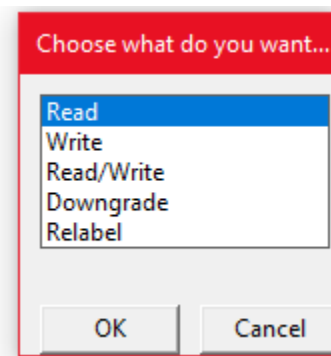 Choose what do you want...
Read
Write
Read/Write
Downgrade
Relabel
OK Cancel